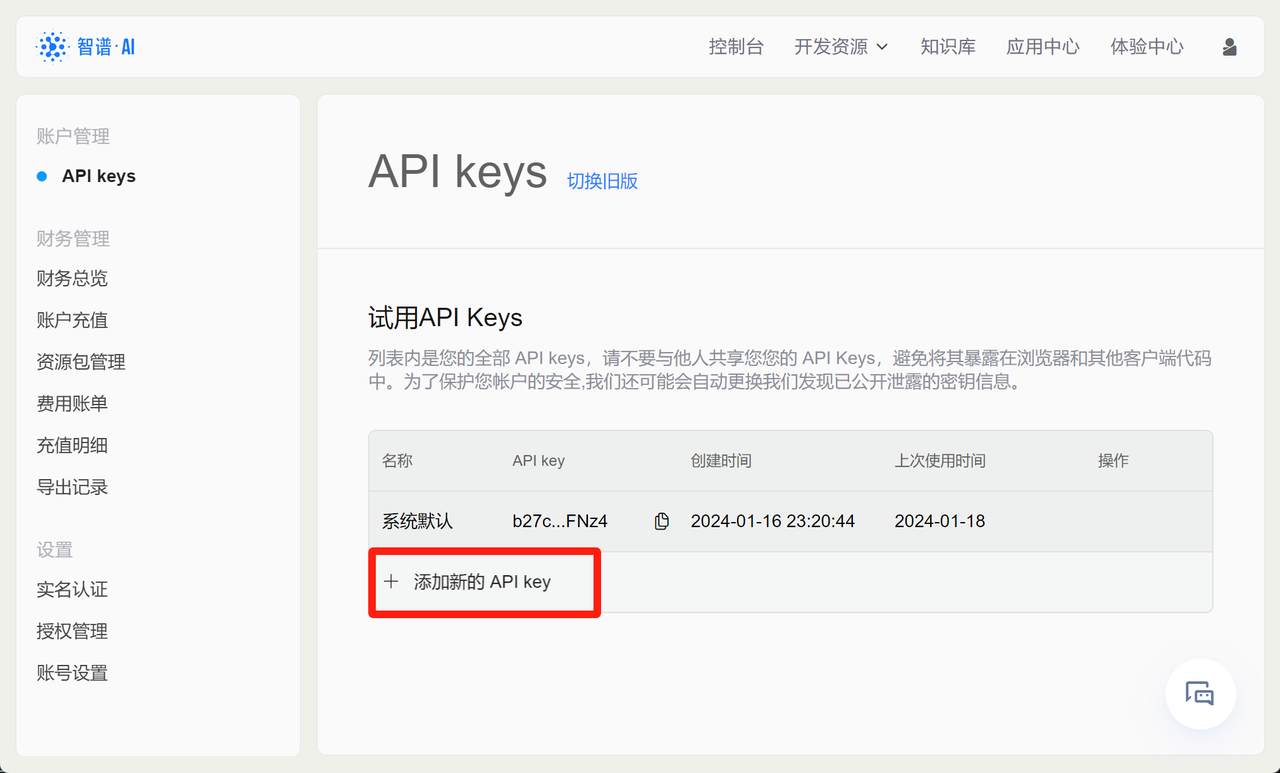 智谱·AI
控制台 开发资源 知识库 应用中心 体验中心
账户管理
API keys
财务管理
财务总览
账户充值
资源包管理
费用账单
充值明细
导出记录
设置
实名认证
授权管理
账号设置
API keys 切换旧版
试用API Keys
列表内是您的全部 API keys，请不要与他人共享您您的 API Keys，避免将其暴露在浏览器和其他客户端代码
中。为了保护您帐户的安全,我们还可能会自动更换我们发现已公开泄露的密钥信息。
名称 API key 创建时间 上次使用时间 操作
系统默认 b27c...FNz4 2024-01-16 23:20:44 2024-01-18
添加新的 API key